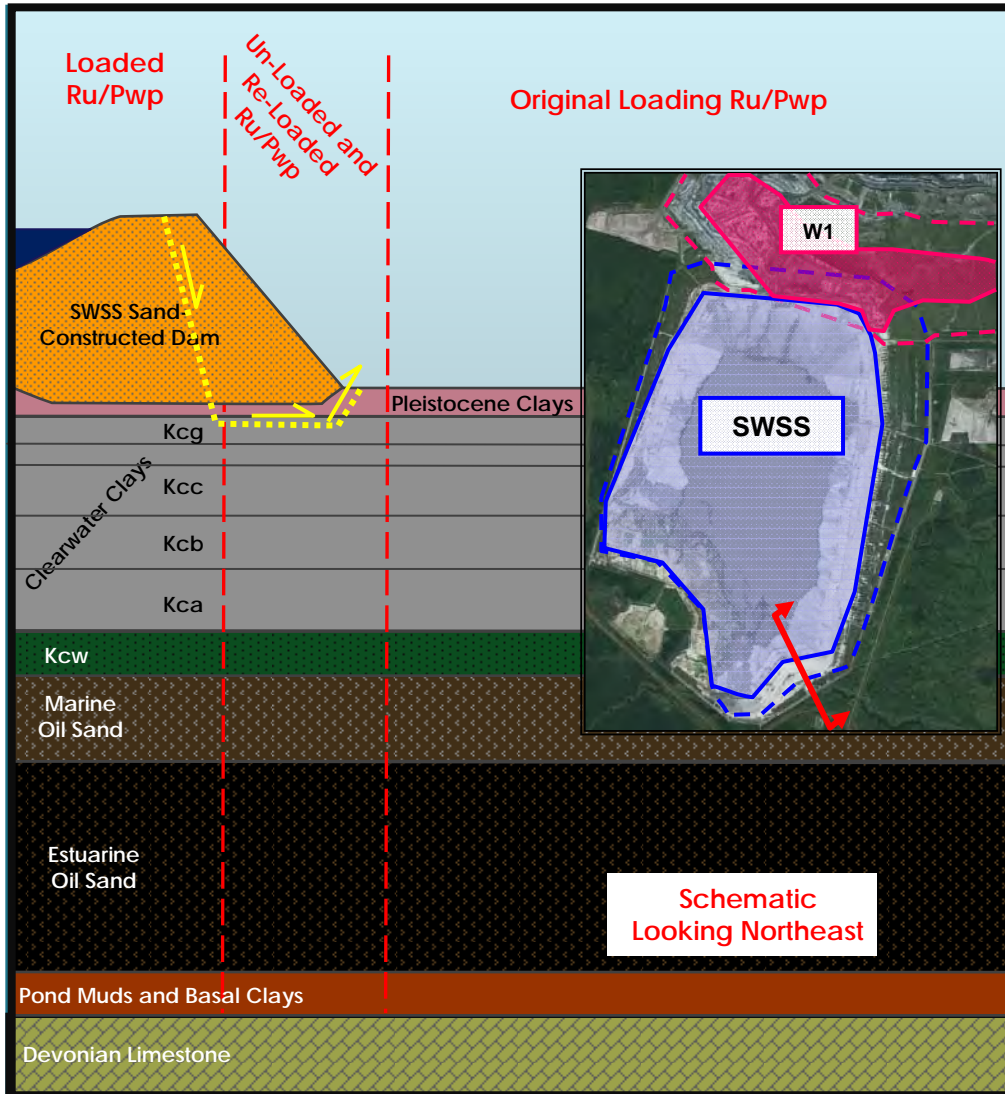 Loaded
Ru/Pwp
Un-Loaded and
Re-Loaded
Ru/Pwp
Original Loading Ru/Pwp
W1
SWSS
SWSS Sand-
Constructed Dam
Pleistocene Clays
Clearwater Clays
Kcg
Kcc
Kcb
Kca
Kcw
Marine
Oil Sand
Estuarine
Oil Sand
Schematic
Looking Northeast
Pond Muds and Basal Clays
Devonian Limestone